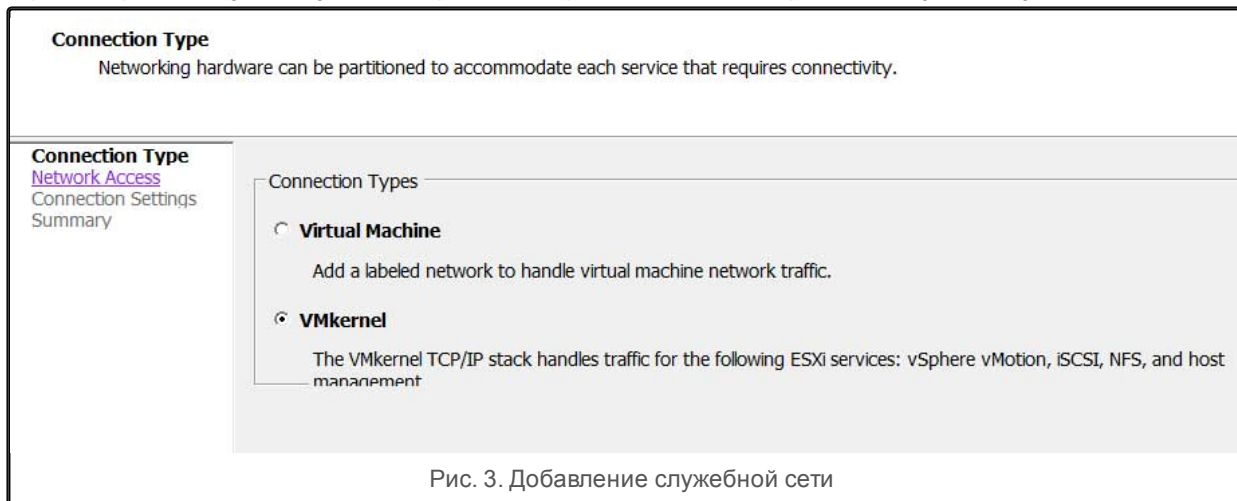 Connection Type
Networking hardware can be partitioned to accommodate each service that requires connectivity.
Connection Type
Network Access
Connection Settings
Summary
Connection Types
Virtual Machine
Add a labeled network to handle virtual machine network traffic.
VMkernel
The VMkernel TCP/IP stack handles traffic for the following ESXi services: vSphere vMotion, iSCSI, NFS, and host
management
Рис. 3. Добавление служебной сети